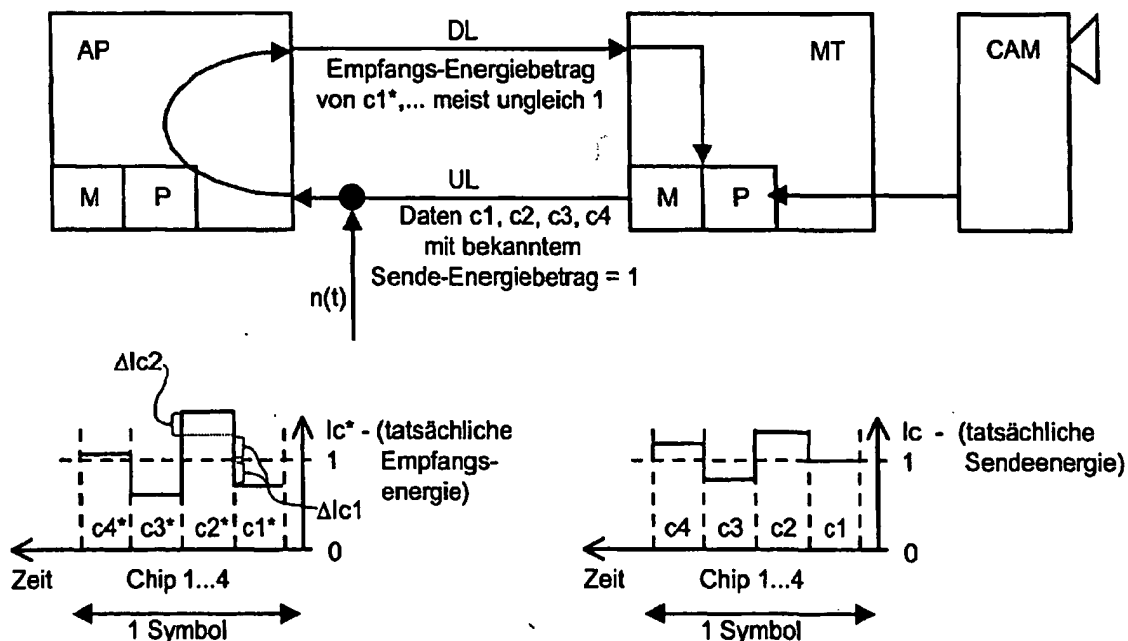 AP
DL
MT
CAM
Empfangs-Energiebetrag
von c1*,... meist ungleich 1
M P
UL
M P
Daten c1, c2, c3, c4
mit bekanntem
Sende-Energiebetrag = 1
n(t)
ΔIc2
Ic* - (tatsächliche
Empfangs-
energie)
1
ΔIc1
c4* c3* c2* c1*
0
Zeit
Chip 1...4
1 Symbol
Ic - (tatsächliche
Sendeenergie)
1
c4 c3 c2 c1
0
Zeit
Chip 1...4
1 Symbol